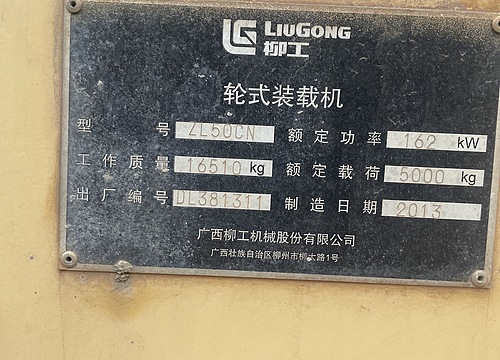 LIUGONG
柳工
轮式装载机
型号 ZL50CN 额定功率 162 kW
工作质量 16510 kg 额定载荷 5000 kg
出厂编号 DL381311 制造日期 2013
广西柳工机械股份有限公司
广西壮族自治区柳州市柳太路1号